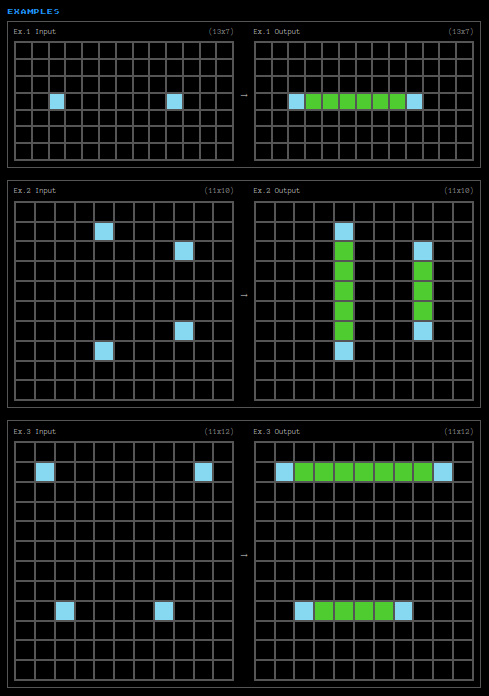 EXAMPLES
Ex.1 Input (13x7) Ex.1 Output (13x7)
→
Ex.2 Input (11x10) Ex.2 Output (11x10)
→
Ex.3 Input (11x12) Ex.3 Output (11x12)
→